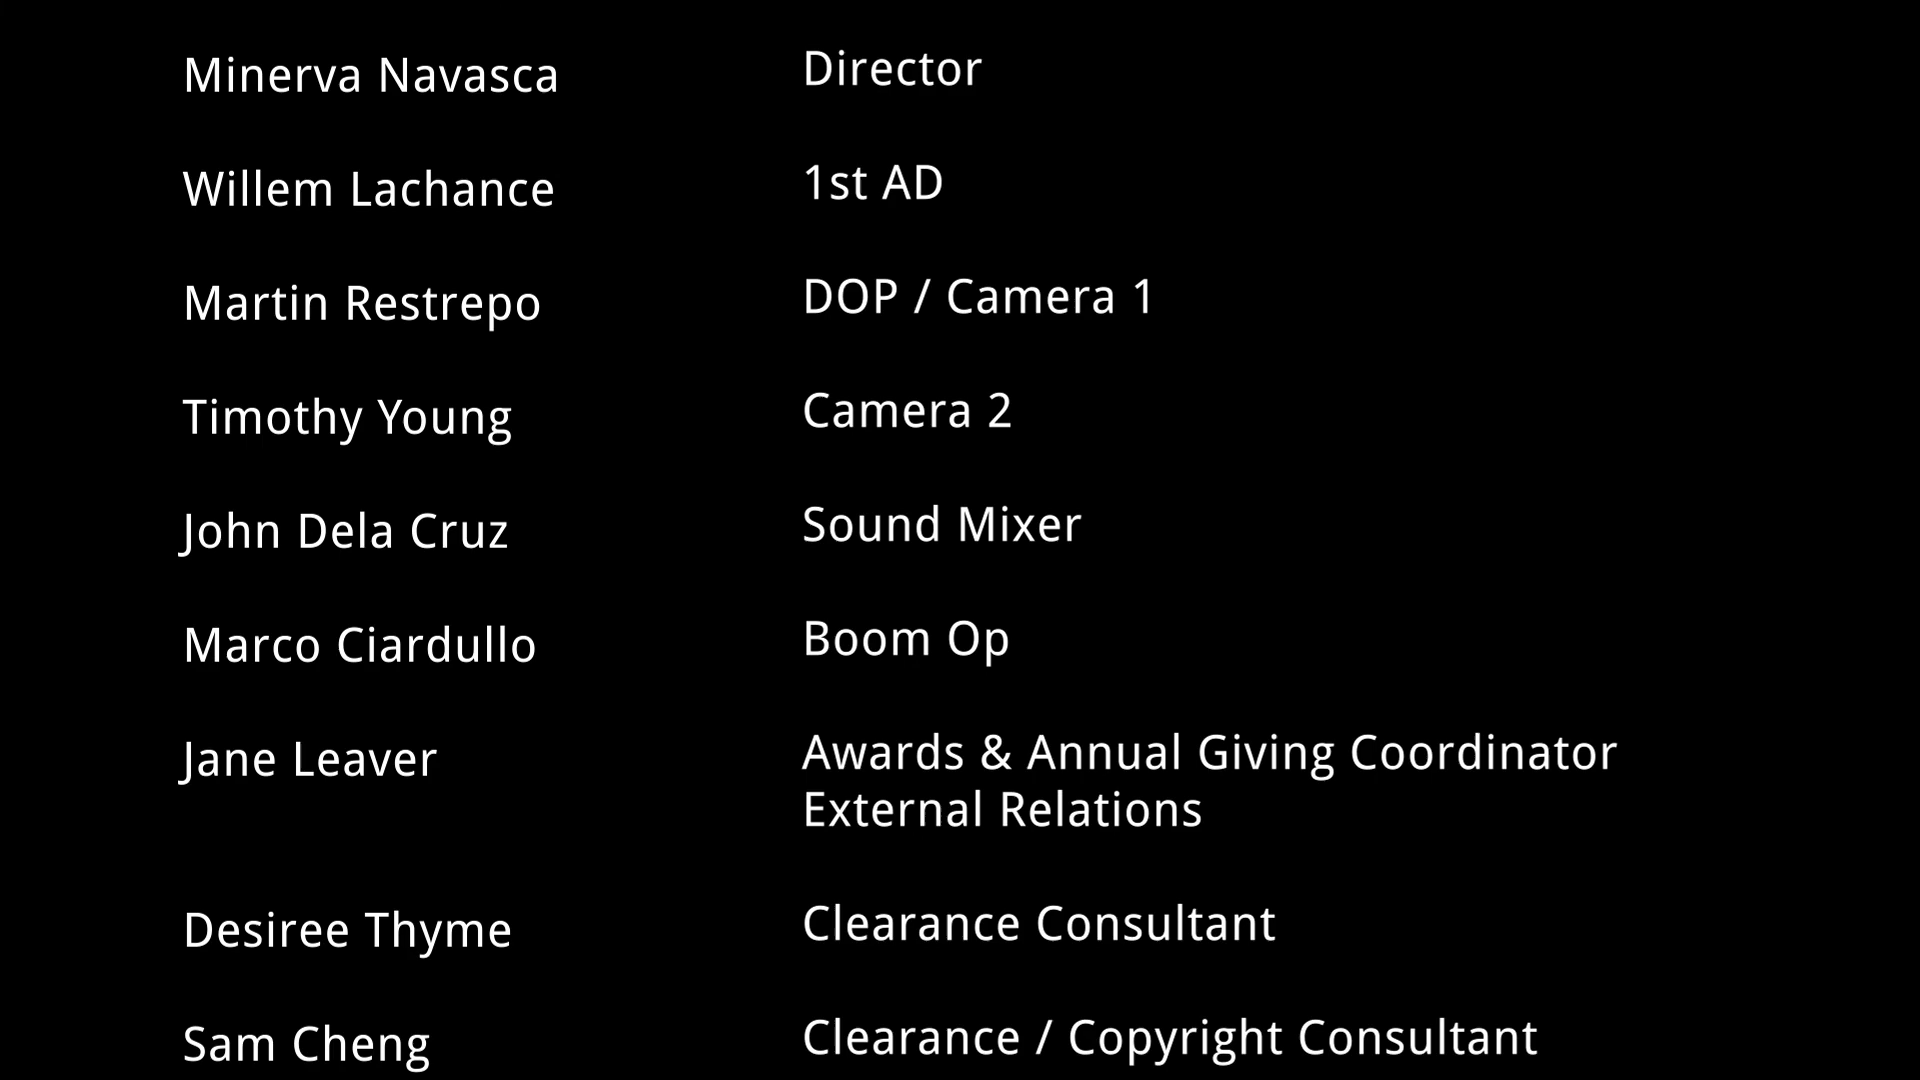 Minerva Navasca Director
Willem Lachance 1st AD
Martin Restrepo DOP / Camera 1
Timothy Young Camera 2
John Dela Cruz Sound Mixer
Marco Ciardullo Boom Op
Jane Leaver Awards & Annual Giving Coordinator
External Relations
Desiree Thyme Clearance Consultant
Sam Cheng Clearance / Copyright Consultant